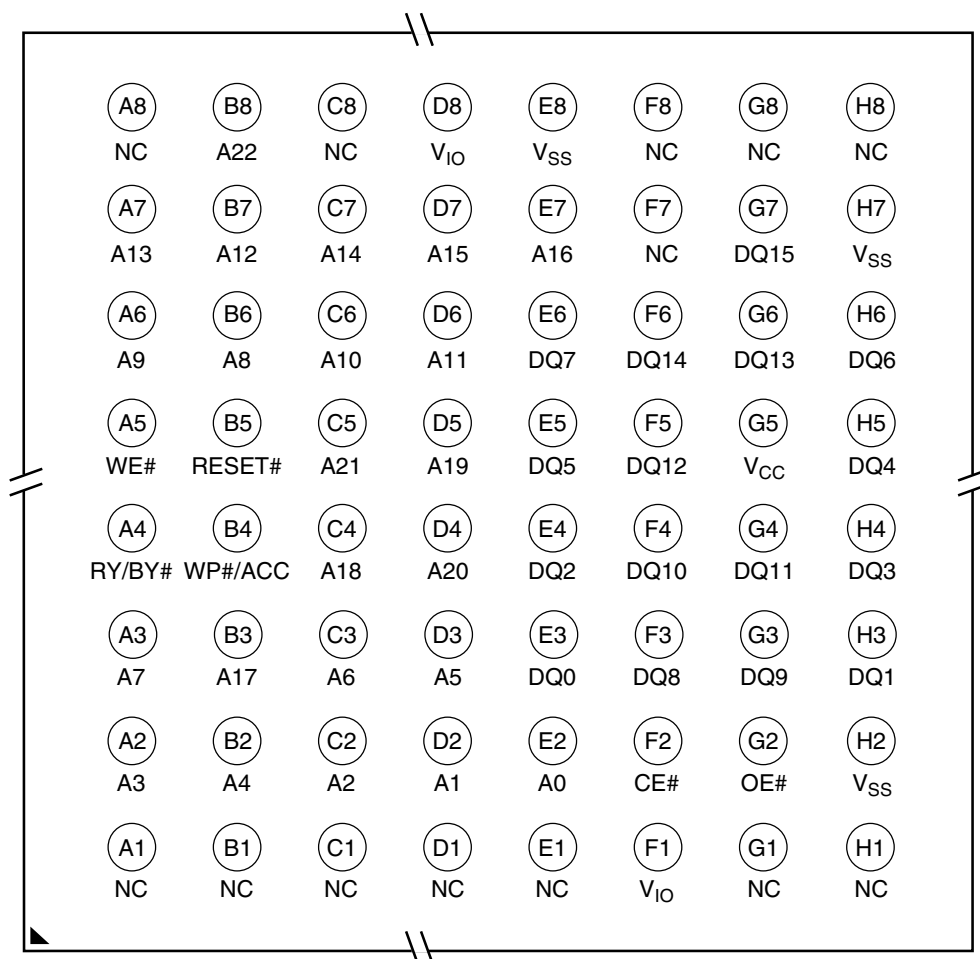 A8 B8 C8 D8 E8 F8 G8 H8
NC A22 NC VIO VSS NC NC NC
A7 B7 C7 D7 E7 F7 G7 H7
A13 A12 A14 A15 A16 NC DQ15 VSS
A6 B6 C6 D6 E6 F6 G6 H6
A9 A8 A10 A11 DQ7 DQ14 DQ13 DQ6
A5 B5 C5 D5 E5 F5 G5 H5
WE# RESET# A21 A19 DQ5 DQ12 VCC DQ4
A4 B4 C4 D4 E4 F4 G4 H4
RY/BY# WP#/ACC A18 A20 DQ2 DQ10 DQ11 DQ3
A3 B3 C3 D3 E3 F3 G3 H3
A7 A17 A6 A5 DQ0 DQ8 DQ9 DQ1
A2 B2 C2 D2 E2 F2 G2 H2
A3 A4 A2 A1 A0 CE# OE# VSS
A1 B1 C1 D1 E1 F1 G1 H1
NC NC NC NC NC VIO NC NC